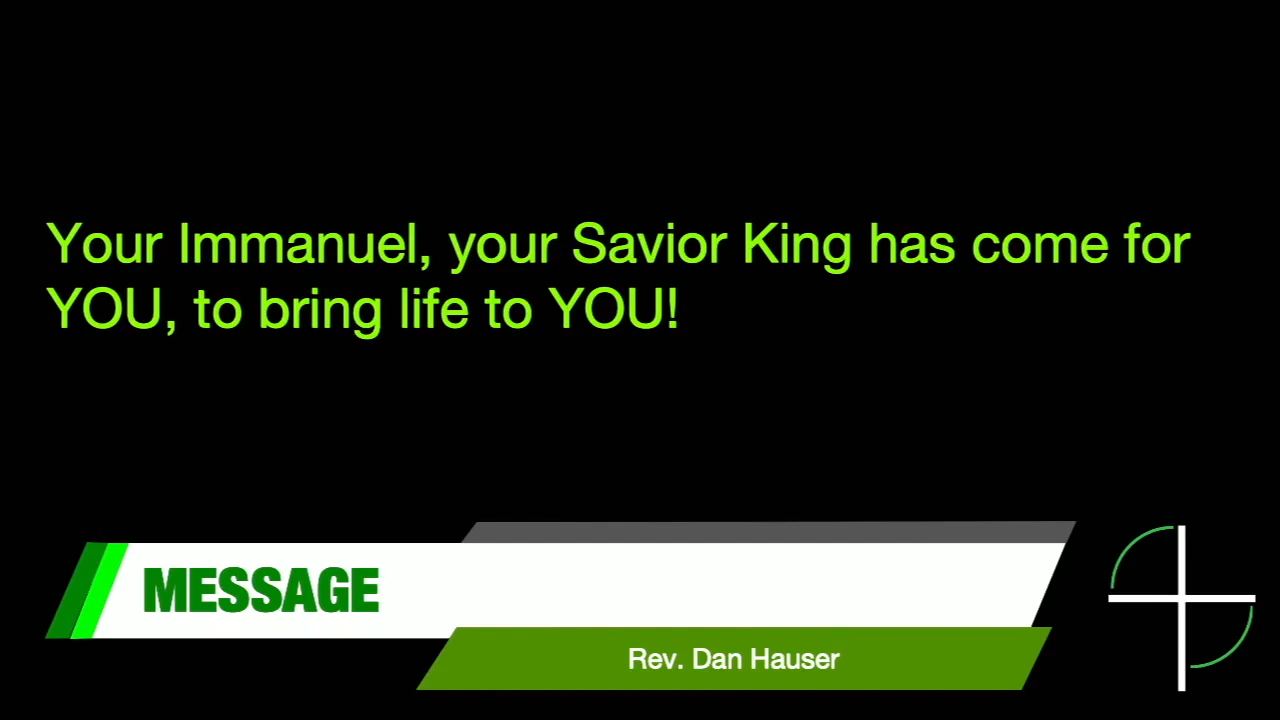 Your Immanuel, your Savior King has come for
YOU, to bring life to YOU!
MESSAGE
Rev. Dan Hauser